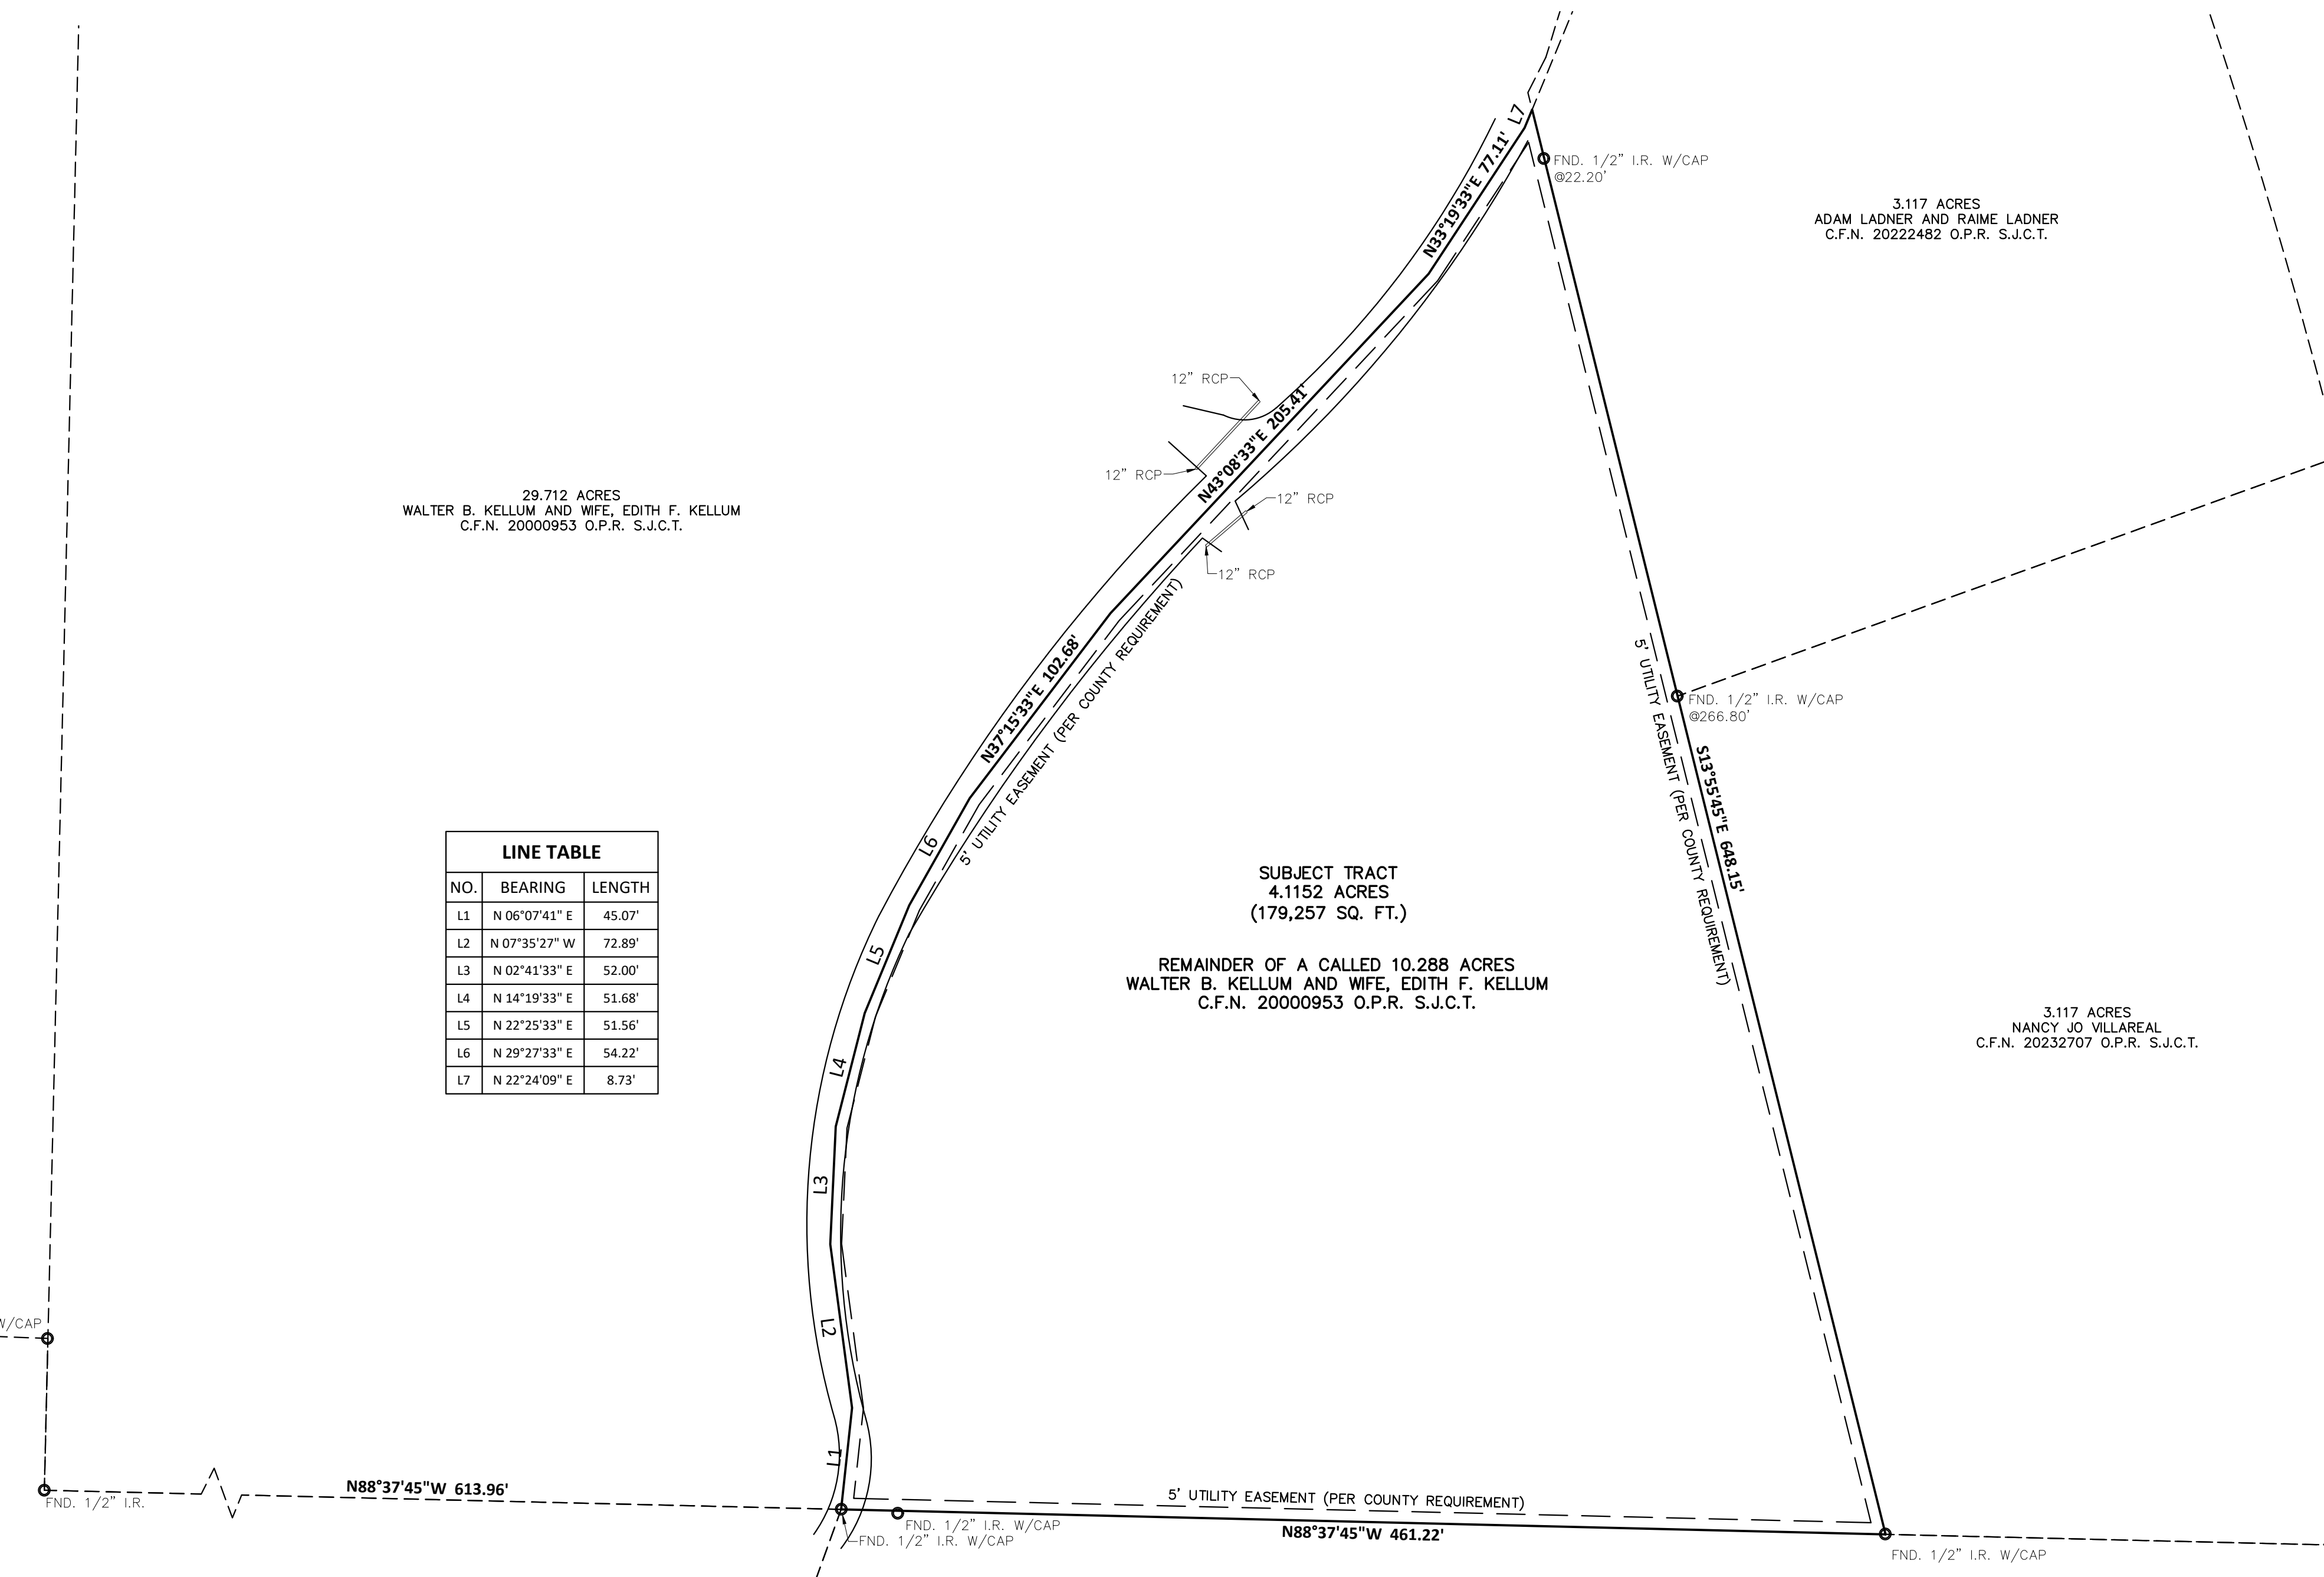 L7
N33°19'33"E 77.11'
FND. 1/2" I.R. W/CAP
@22.20'
3.117 ACRES
ADAM LADNER AND RAIME LADNER
C.F.N. 20222482 O.P.R. S.J.C.T.
12" RCP
N43°08'33"E 205.41'
12" RCP
12" RCP
12" RCP
29.712 ACRES
WALTER B. KELLUM AND WIFE, EDITH F. KELLUM
C.F.N. 20000953 O.P.R. S.J.C.T.
N37°15'33"E 102.68'
5' UTILITY EASEMENT (PER COUNTY REQUIREMENT)
FND. 1/2" I.R. W/CAP
@266.80'
5' UTILITY EASEMENT (PER COUNTY REQUIREMENT)
S13°55'45"E 648.15'
LINE TABLE
NO. BEARING LENGTH
L1 N 06°07'41" E 45.07'
L2 N 07°35'27" W 72.89'
L3 N 02°41'33" E 52.00'
L4 N 14°19'33" E 51.68'
L5 N 22°25'33" E 51.56'
L6 N 29°27'33" E 54.22'
L7 N 22°24'09" E 8.73'
L6
L5
L4
L3
L2
L1
SUBJECT TRACT
4.1152 ACRES
(179,257 SQ. FT.)
REMAINDER OF A CALLED 10.288 ACRES
WALTER B. KELLUM AND WIFE, EDITH F. KELLUM
C.F.N. 20000953 O.P.R. S.J.C.T.
3.117 ACRES
NANCY JO VILLAREAL
C.F.N. 20232707 O.P.R. S.J.C.T.
W/CAP
FND. 1/2" I.R.
N88°37'45"W 613.96'
5' UTILITY EASEMENT (PER COUNTY REQUIREMENT)
FND. 1/2" I.R. W/CAP
FND. 1/2" I.R. W/CAP
N88°37'45"W 461.22'
FND. 1/2" I.R. W/CAP